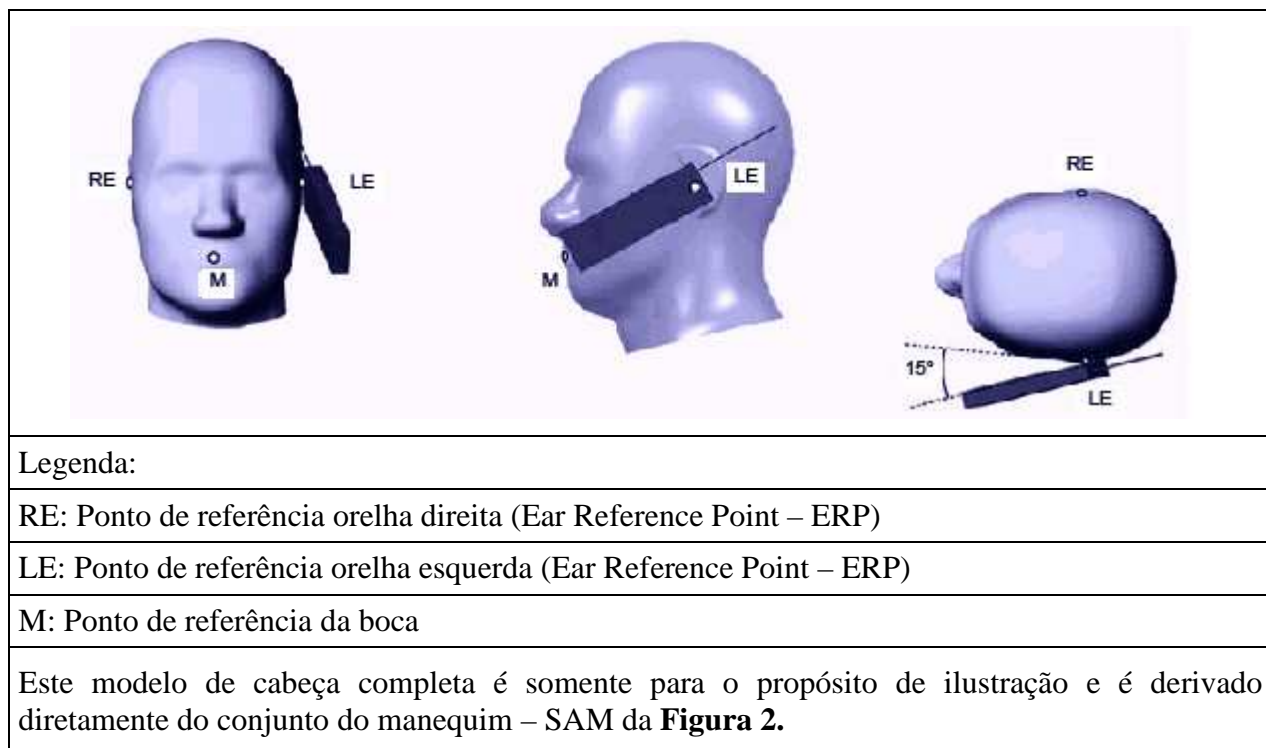 RE
LE
M
LE
M
RE
15°
LE
Legenda:
RE: Ponto de referência orelha direita (Ear Reference Point – ERP)
LE: Ponto de referência orelha esquerda (Ear Reference Point – ERP)
M: Ponto de referência da boca
Este modelo de cabeça completa é somente para o propósito de ilustração e é derivado
diretamente do conjunto do manequim – SAM da Figura 2.